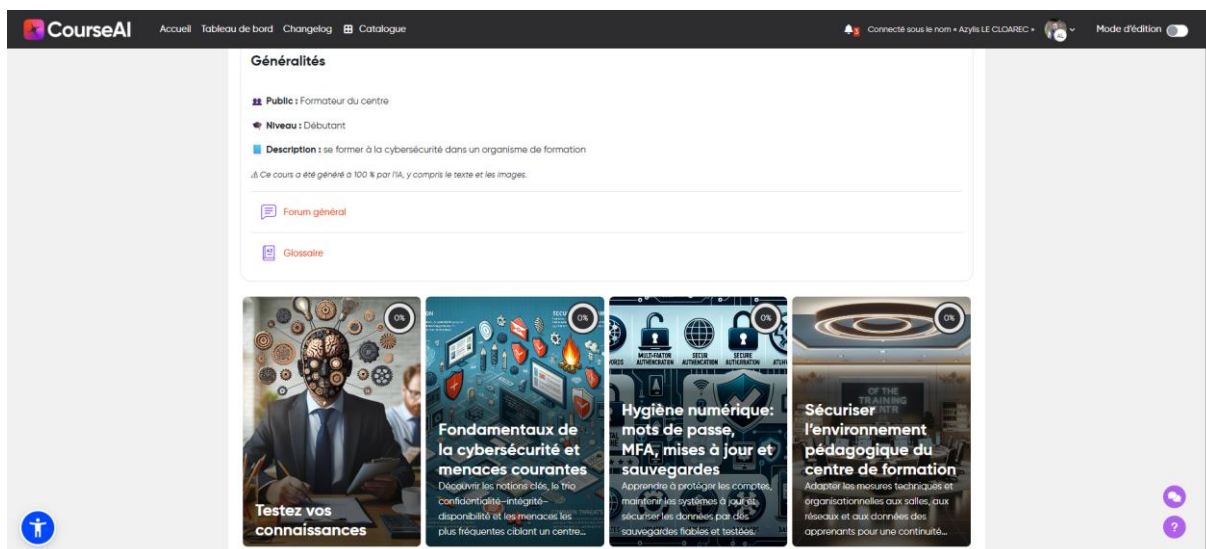 CourseAI
Accueil Tableau de bord Changelog Catalogue
3 Connecté sous le nom « Azylis LE CLOAREC » AL Mode d'édition
Généralités
Public : Formateur du centre
Niveau : Débutant
Description : se former à la cybersécurité dans un organisme de formation
⚠ Ce cours a été généré à 100 % par l'IA, y compris le texte et les images.
Forum général
Glossaire
0%
Testez vos
connaissances
0%
Fondamentaux de
la cybersécurité et
menaces courantes
Découvrir les notions clés, le trio
confidentialité–intégrité–
disponibilité et les menaces les
plus fréquentes ciblant un centre...
0%
Hygiène numérique:
mots de passe,
MFA, mises à jour et
sauvegardes
Apprendre à protéger les comptes,
maintenir les systèmes à jour et
sécuriser les données par des
sauvegardes fiables et testées.
0%
OF THE
TRAINING
Sécuriser
l'environnement
pédagogique du
centre de formation
Adapter les mesures techniques et
organisationnelles aux salles, aux
réseaux et aux données des
apprenants pour une continuité...
?